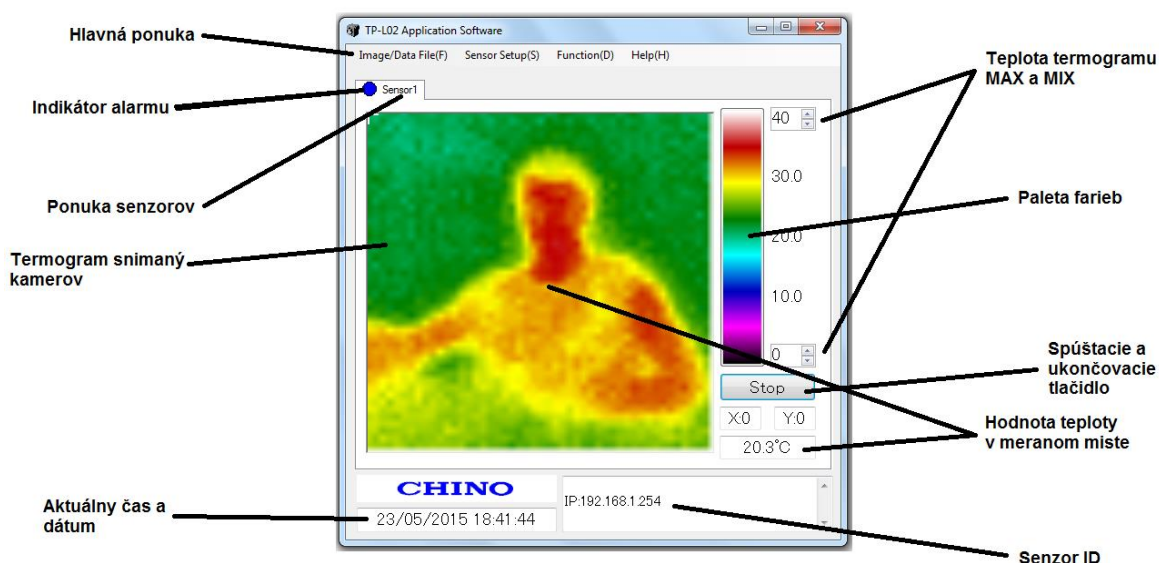 Hlavná ponuka
Indikátor alarmu
Ponuka senzorov
Termogram snimaný
kamerov
Aktuálny čas a
dátum
TP-L02 Application Software
Image/Data File(F) Sensor Setup(S) Function(D) Help(H)
Sensor1
40
30.0
20.0
10.0
0
Stop
X:0 Y:0
20.3°C
CHINO
23/05/2015 18:41:44
IP:192.168.1.254
Teplota termogramu
MAX a MIX
Paleta farieb
Spúštacie a
ukončovacie
tlačidlo
Hodnota teploty
v meranom miste
Senzor ID